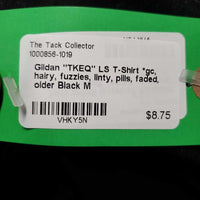 The Tack Collector
1000856-1019
Gildan "TKEQ" LS T-Shirt *gc,
hairy, fuzzies, linty, pills, faded,
older Black M
$8.75
VHKY5N